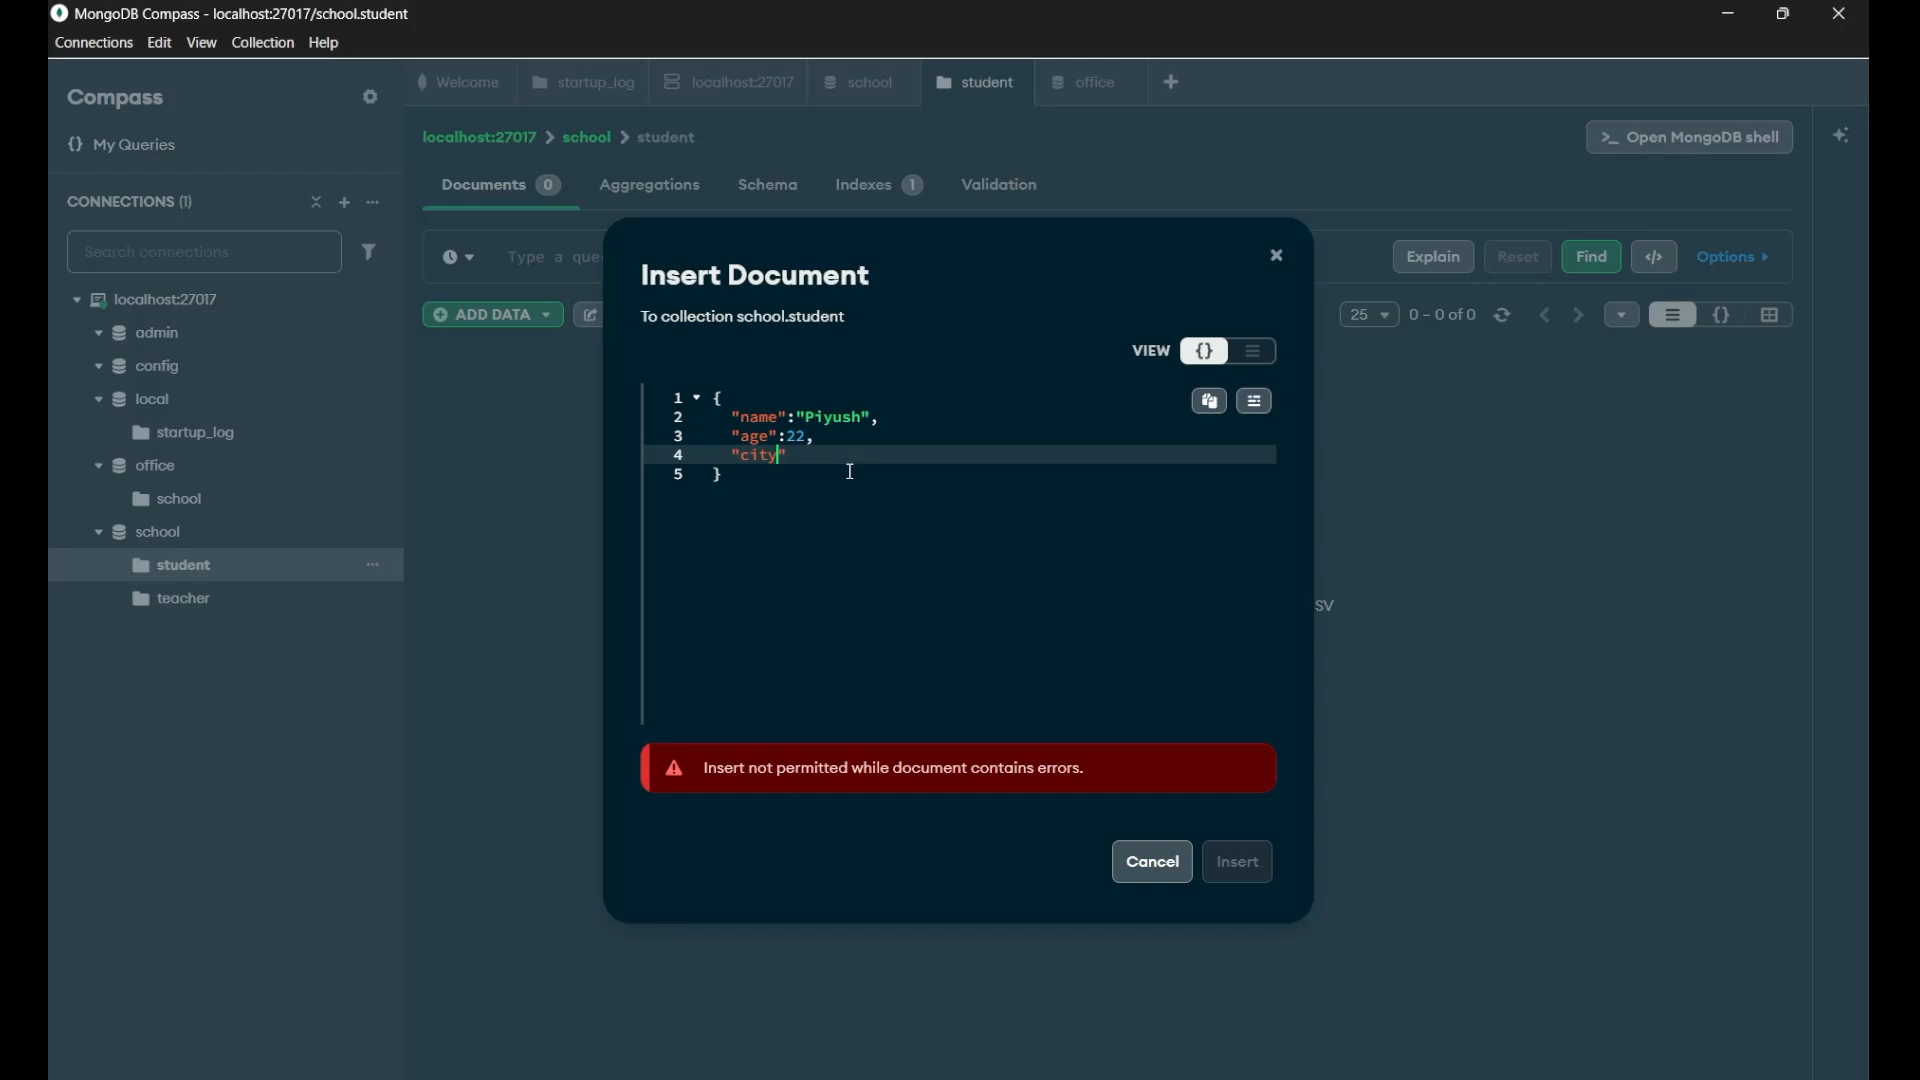 MongoDB Compass - localhost:27017/school.student
Connections Edit View Collection Help
Compass
{} My Queries
CONNECTIONS (1)
Search connections
localhost:27017
admin
config
local
startup_log
office
school
school
student
teacher
Welcome startup_log localhost:27017 school student office
localhost:27017 > school > student
>_ Open MongoDB shell
Documents 0 Aggregations Schema Indexes 1 Validation
Type a que
Explain Reset Find </> Options
ADD DATA
25 0 – 0 of 0 {}
SV
Insert Document
To collection school.student
VIEW {}
1 {
2 "name":"Piyush",
3 "age":22,
4 "city"
5 }
Insert not permitted while document contains errors.
Cancel Insert